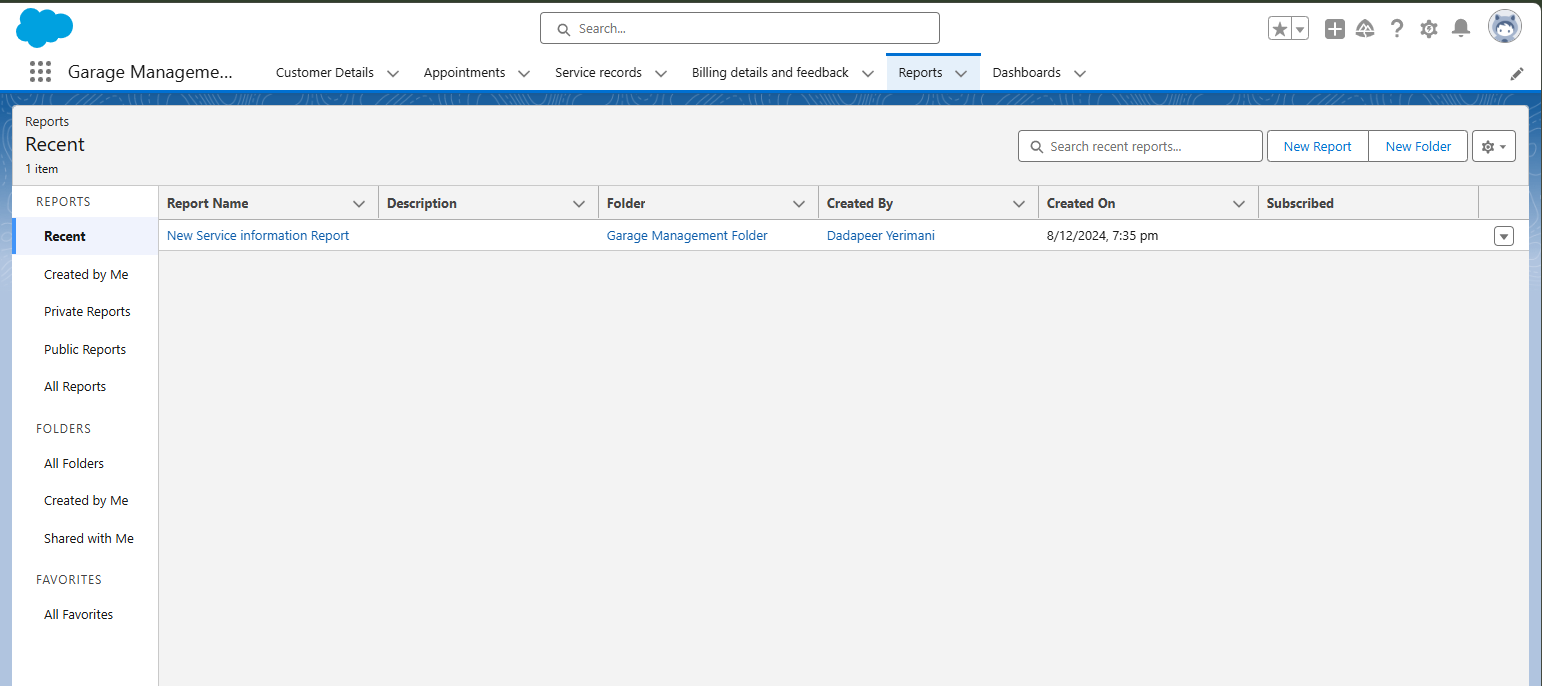 Search...
Garage Manageme... Customer Details Appointments Service records Billing details and feedback Reports Dashboards
Reports
Recent
1 item
Search recent reports... New Report New Folder
REPORTS
Recent
Created by Me
Private Reports
Public Reports
All Reports
FOLDERS
All Folders
Created by Me
Shared with Me
FAVORITES
All Favorites
Report Name Description Folder Created By Created On Subscribed
New Service information Report Garage Management Folder Dadapeer Yerimani 8/12/2024, 7:35 pm